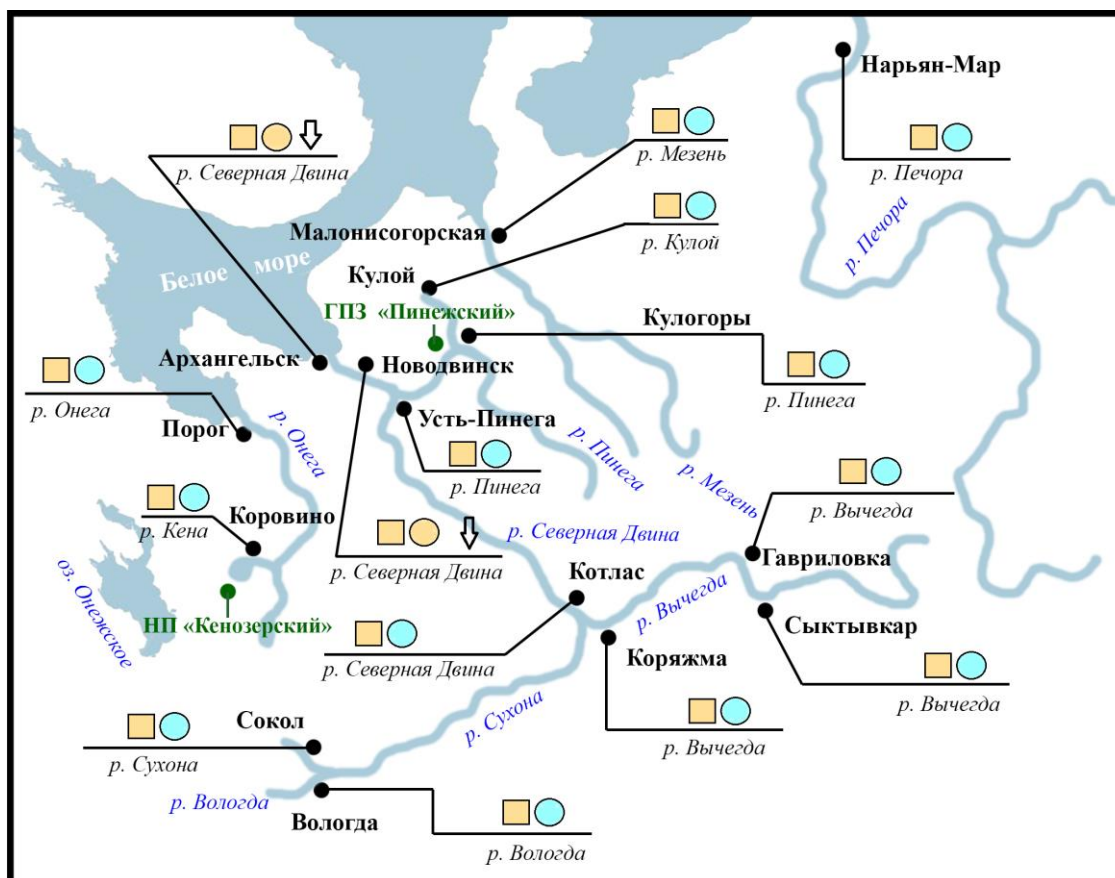 Нарьян-Мар
р. Северная Двина
р. Мезень
р. Печора
р. Печора
Малонисогорская
р. Кулой
Белое море
Кулой
ГПЗ «Пинежский»
Кулогоры
Архангельск
Новодвинск
р. Пинега
р. Онега
Порог
р. Онега
Усть-Пинега
р. Пинега
р. Пинега
р. Мезень
р. Кена
Коровино
р. Вычегда
р. Северная Двина
р. Северная Двина
Гавриловка
Котлас
р. Вычегда
оз. Онежское
НП «Кенозерский»
Сыктывкар
р. Северная Двина
Коряжма
р. Вычегда
Сокол
р. Сухона
р. Вычегда
р. Сухона
р. Вологда
Вологда
р. Вологда